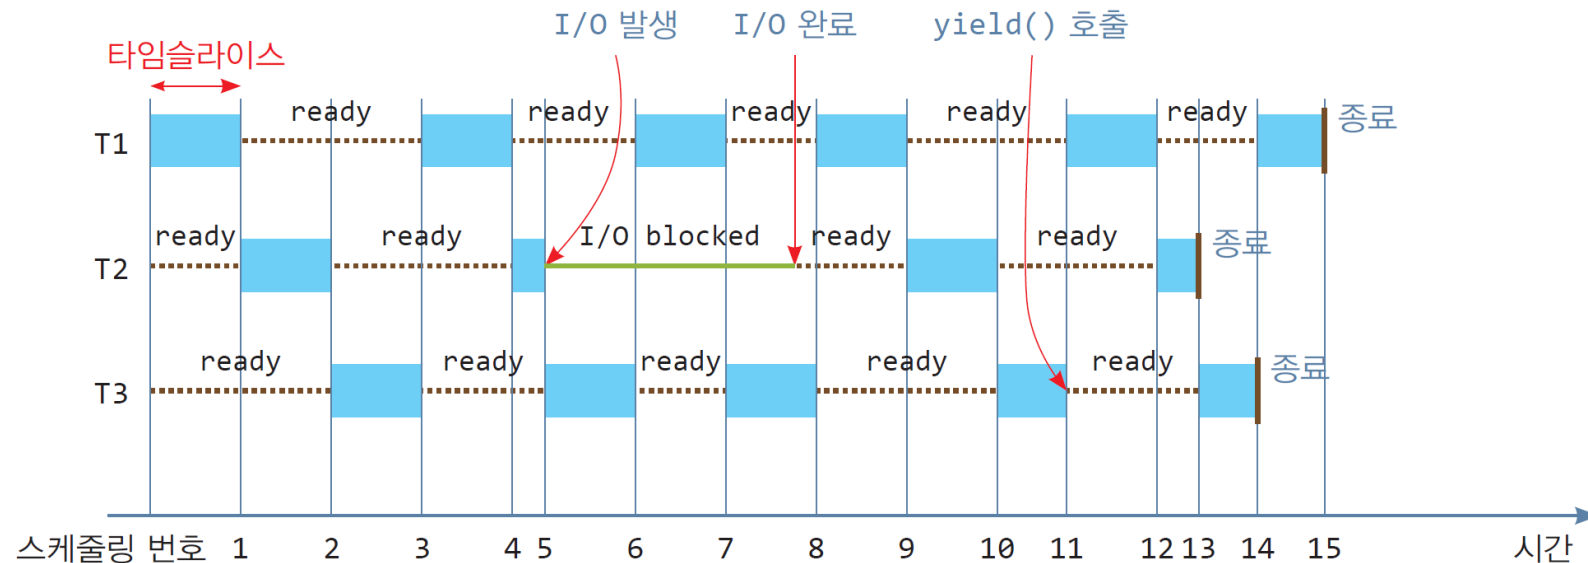 I/O 발생 I/O 완료 yield() 호출
타임슬라이스
ready ready ready ready ready
T1 종료
ready ready I/O blocked ready ready
T2 종료
ready ready ready ready ready
T3 종료
스케줄링 번호 1 2 3 4 5 6 7 8 9 10 11 12 13 14 15 시간